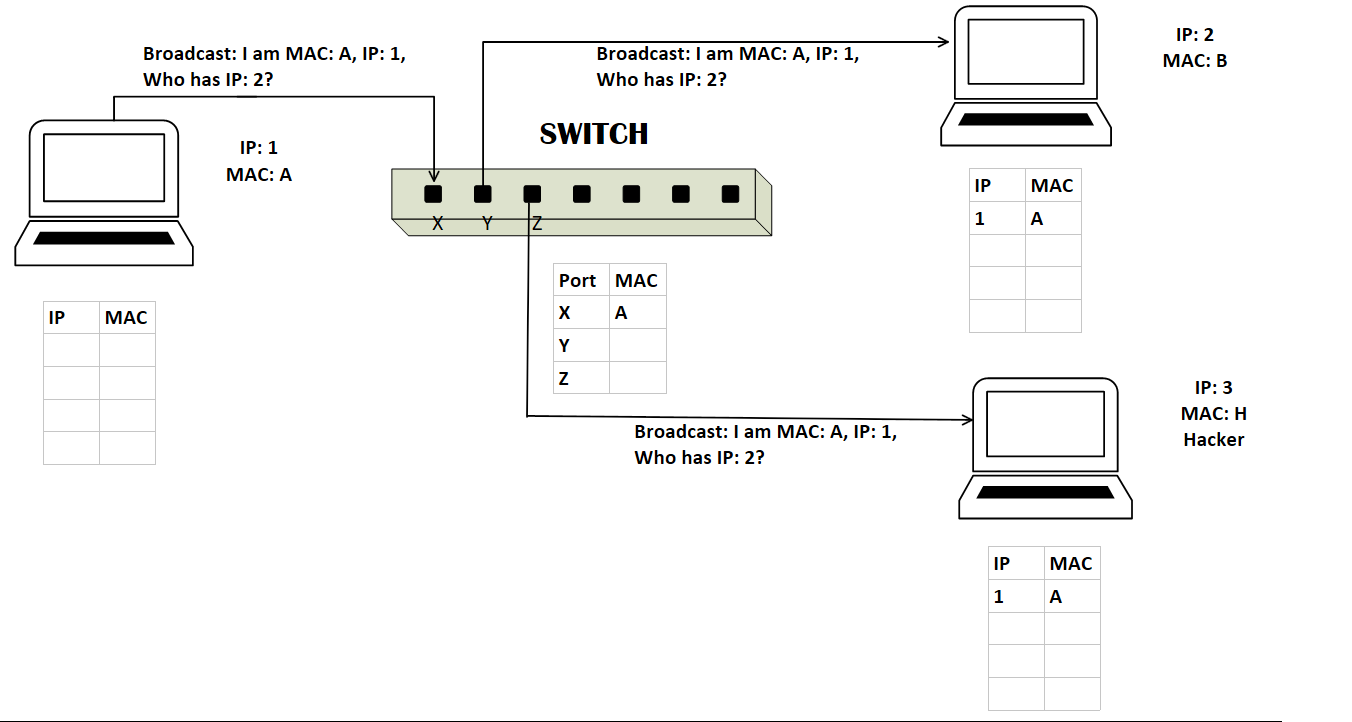 Broadcast: I am MAC: A, IP: 1,
Who has IP: 2?
Broadcast: I am MAC: A, IP: 1,
Who has IP: 2?
IP: 2
MAC: B
IP: 1
MAC: A
SWITCH
X Y Z
IP MAC
1 A
Port MAC
X A
Y
Z
IP MAC
Broadcast: I am MAC: A, IP: 1,
Who has IP: 2?
IP: 3
MAC: H
Hacker
IP MAC
1 A